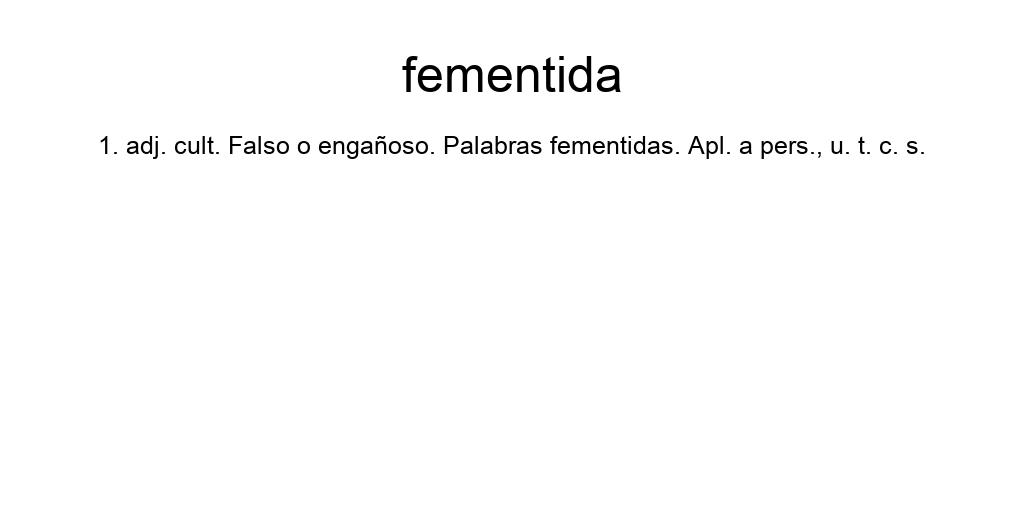 fementida
1. adj. cult. Falso o engañoso. Palabras fementidas. Apl. a pers., u. t. c. s.